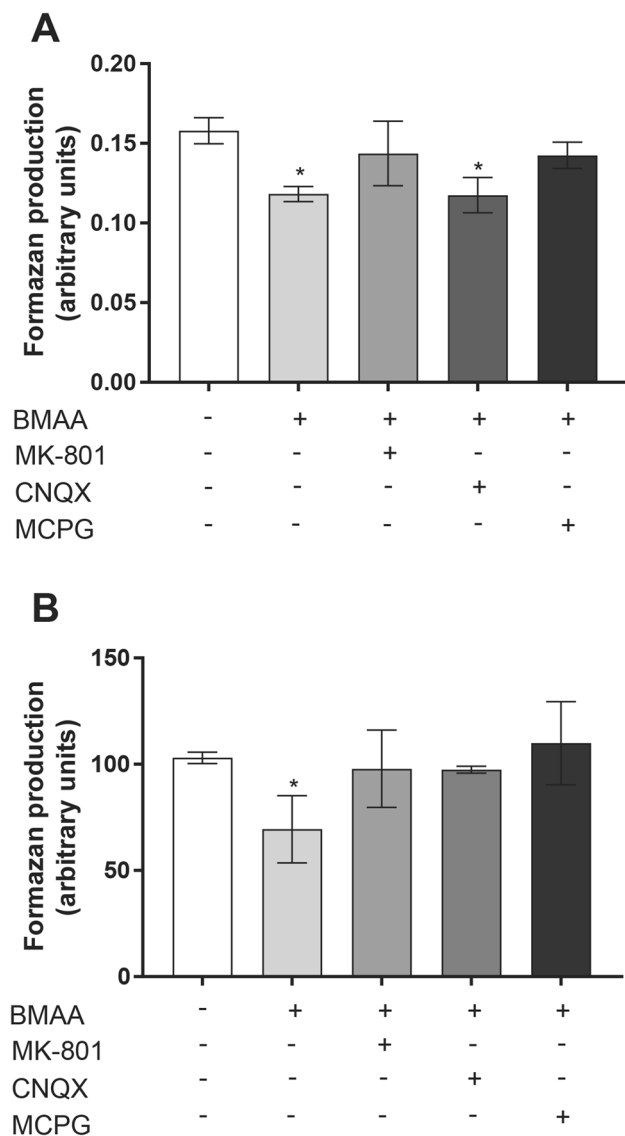 A
Formazan production
(arbitrary units)
0.20
0.15
0.10
0.05
0.00
*
*
BMAA - + + + +
MK-801 - - + - -
CNQX - - - + -
MCPG - - - - +
B
Formazan production
(arbitrary units)
150
100
50
0
*
BMAA - + + + +
MK-801 - - + - -
CNQX - - - + -
MCPG - - - - +